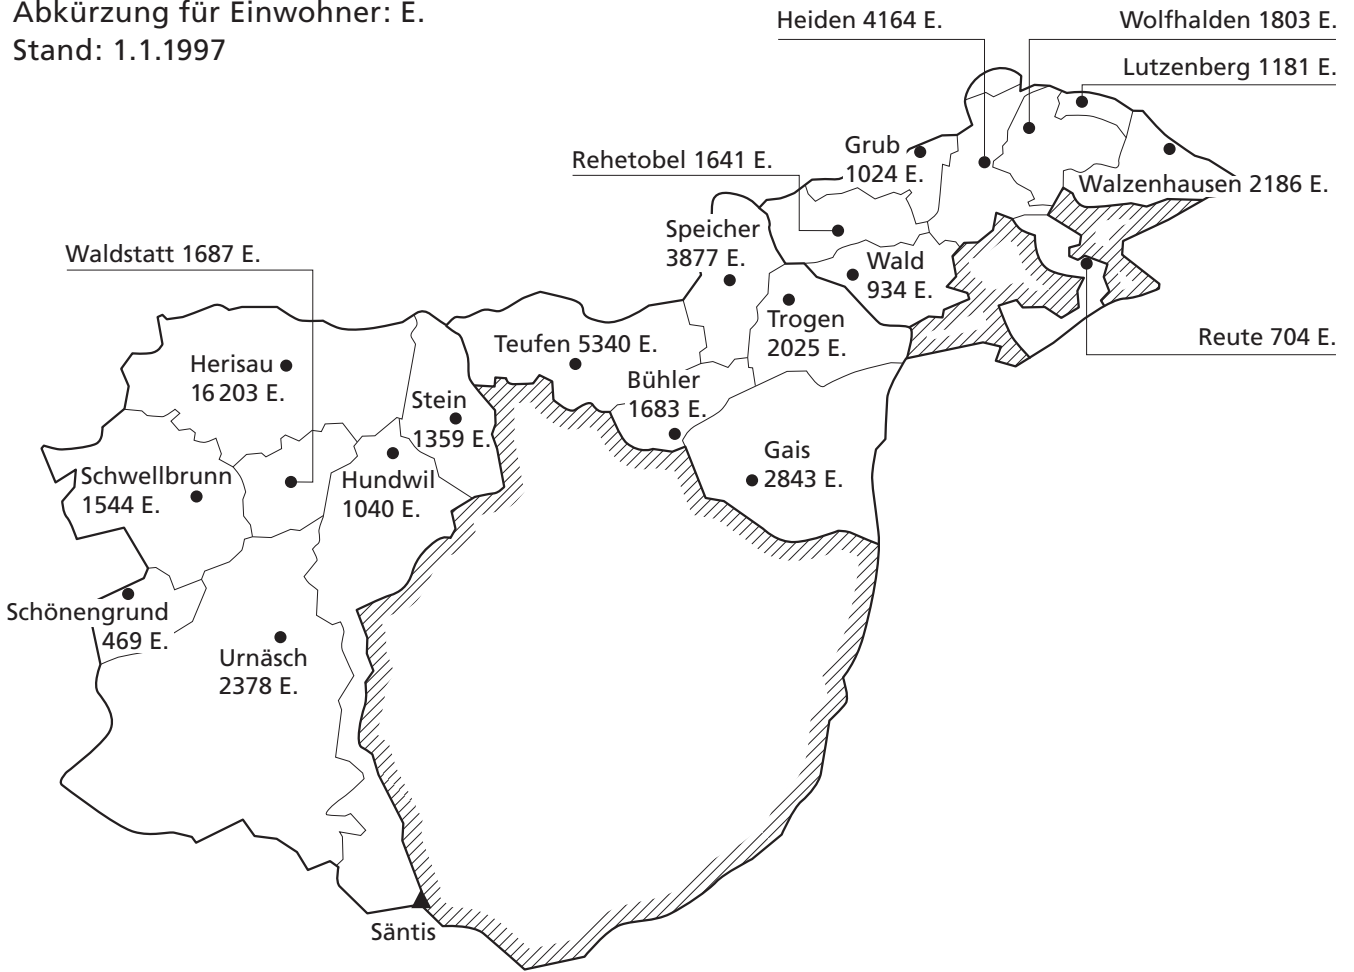 Abkürzung für Einwohner: E.
Stand: 1.1.1997
Heiden 4164 E.
Wolfhalden 1803 E.
Lutzenberg 1181 E.
Grub
1024 E.
Rehetobel 1641 E.
Walzenhausen 2186 E.
Speicher
3877 E.
Waldstatt 1687 E.
Wald
934 E.
Trogen
2025 E.
Reute 704 E.
Teufen 5340 E.
Herisau
16 203 E.
Bühler
1683 E.
Stein
1359 E.
Gais
2843 E.
Schwellbrunn
1544 E.
Hundwil
1040 E.
Schönengrund
469 E.
Urnäsch
2378 E.
Säntis